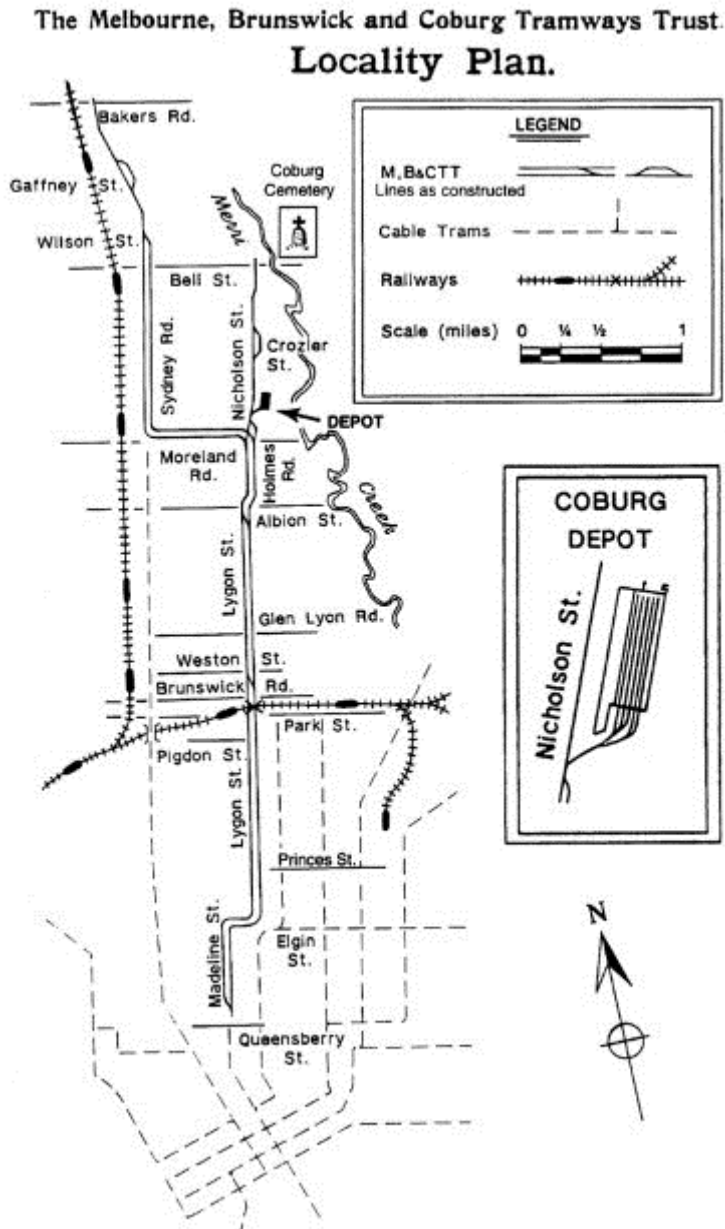 The Melbourne, Brunswick and Coburg Tramways Trust.
Locality Plan.
Bakers Rd.
Gaffney St.
Wilson St.
Bell St.
Coburg
Cemetery
Merri
Sydney Rd.
Nicholson St.
Crozier
St.
DEPOT
Moreland
Rd.
Holmes
Rd.
Creek
Albion St.
Lygon St.
Glen Lyon Rd.
Weston St.
Brunswick Rd.
Park St.
Pigdon St.
Lygon St.
Princes St.
Madeline St.
Elgin
St.
Queensberry
St.
LEGEND
M,B&CTT
Lines as constructed
Cable Trams
Railways
Scale (miles) 0 ¼ ½ 1
COBURG
DEPOT
Nicholson St.
N